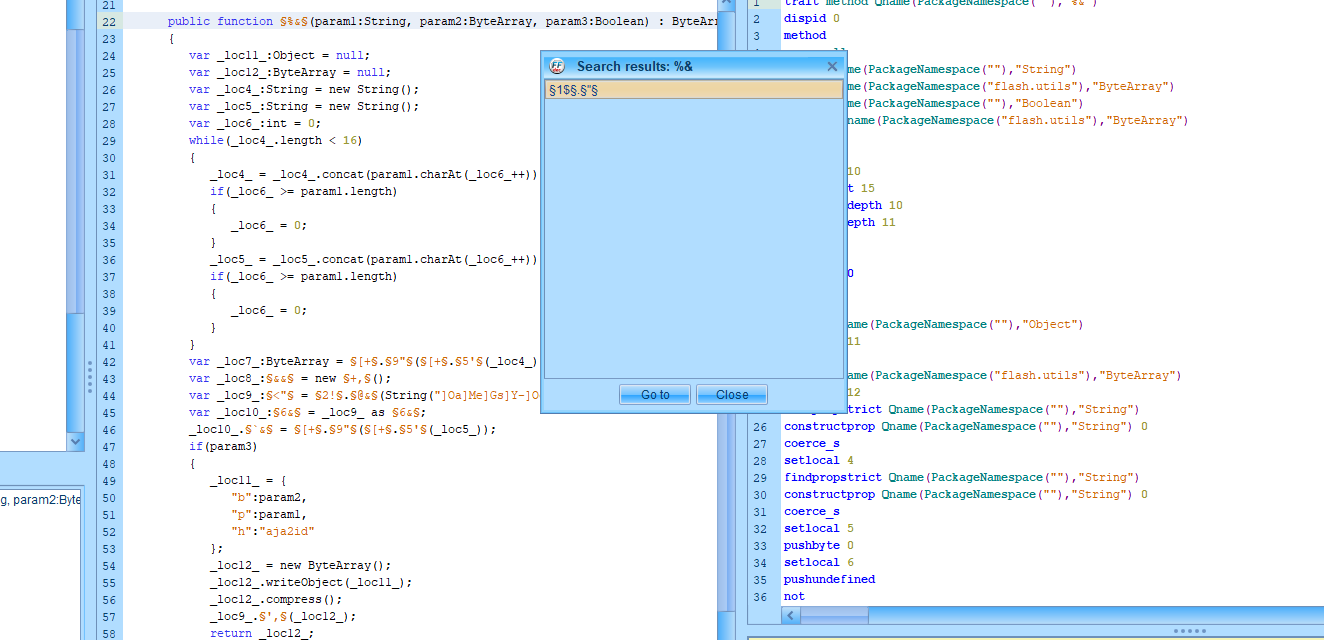 21
22 public function §%&§(param1:String, param2:ByteArray, param3:Boolean) : ByteArr
23 {
24 var _loc11_:Object = null;
25 var _loc12_:ByteArray = null;
26 var _loc4_:String = new String();
27 var _loc5_:String = new String();
28 var _loc6_:int = 0;
29 while(_loc4_.length < 16)
30 {
31 _loc4_ = _loc4_.concat(param1.charAt(_loc6_++))
32 if(_loc6_ >= param1.length)
33 {
34 _loc6_ = 0;
35 }
36 _loc5_ = _loc5_.concat(param1.charAt(_loc6_++))
37 if(_loc6_ >= param1.length)
38 {
39 _loc6_ = 0;
40 }
41 }
42 var _loc7_:ByteArray = §[+§.§9"§(§[+§.§5'§(_loc4_)
43 var _loc8_:§&&§ = new §+,§();
44 var _loc9_:§<"§ = §2!§.§@&§(String("]Oa]Me]Gs]Y-]O
45 var _loc10_:§6&§ = _loc9_ as §6&§;
46 _loc10_.§`&§ = §[+§.§9"§(§[+§.§5'§(_loc5_));
47 if(param3)
48 {
49 _loc11_ = {
50 "b":param2,
51 "p":param1,
52 "h":"aja2id"
53 };
54 _loc12_ = new ByteArray();
55 _loc12_.writeObject(_loc11_);
56 _loc12_.compress();
57 _loc9_.§',§(_loc12_);
58 return _loc12_;
g, param2:Byte
Search results: %&
§1$§.§"§
Go to
Close
1 trait method Qname(PackageNamespace(""),"%&")
2 dispid 0
3 method
me(PackageNamespace(""),"String")
me(PackageNamespace("flash.utils"),"ByteArray")
me(PackageNamespace(""),"Boolean")
name(PackageNamespace("flash.utils"),"ByteArray")
10
t 15
depth 10
epth 11
0
ame(PackageNamespace(""),"Object")
11
ame(PackageNamespace("flash.utils"),"ByteArray")
12
trict Qname(PackageNamespace(""),"String")
26 constructprop Qname(PackageNamespace(""),"String") 0
27 coerce_s
28 setlocal 4
29 findpropstrict Qname(PackageNamespace(""),"String")
30 constructprop Qname(PackageNamespace(""),"String") 0
31 coerce_s
32 setlocal 5
33 pushbyte 0
34 setlocal 6
35 pushundefined
36 not